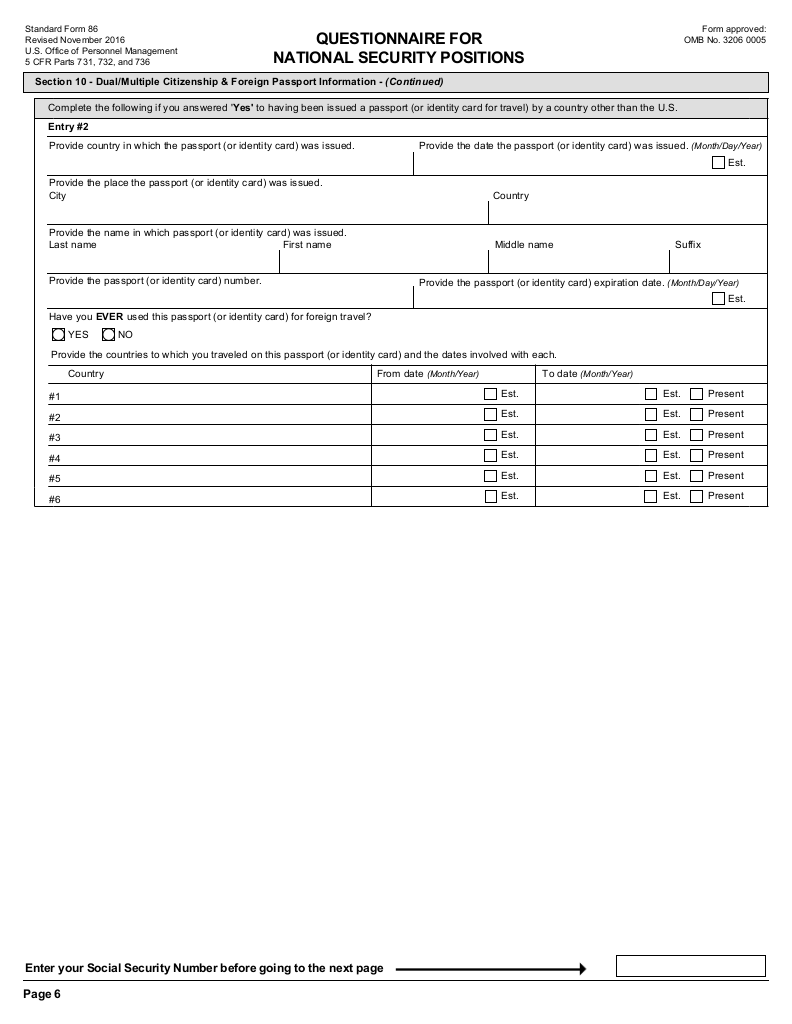 Standard Form 86
Revised November 2016
U.S. Office of Personnel Management
5 CFR Parts 731, 732, and 736
QUESTIONNAIRE FOR
NATIONAL SECURITY POSITIONS
Form approved:
OMB No. 3206 0005
Section 10 - Dual/Multiple Citizenship & Foreign Passport Information - (Continued)
Complete the following if you answered 'Yes' to having been issued a passport (or identity card for travel) by a country other than the U.S.
Entry #2
Provide country in which the passport (or identity card) was issued.
Provide the date the passport (or identity card) was issued. (Month/Day/Year)
Est.
Provide the place the passport (or identity card) was issued.
City Country
Provide the name in which passport (or identity card) was issued.
Last name First name Middle name Suffix
Provide the passport (or identity card) number.
Provide the passport (or identity card) expiration date. (Month/Day/Year)
Est.
Have you EVER used this passport (or identity card) for foreign travel?
YES NO
Provide the countries to which you traveled on this passport (or identity card) and the dates involved with each.
Country From date (Month/Year) To date (Month/Year)
#1 Est. Est. Present
#2 Est. Est. Present
#3 Est. Est. Present
#4 Est. Est. Present
#5 Est. Est. Present
#6 Est. Est. Present
Enter your Social Security Number before going to the next page
Page 6